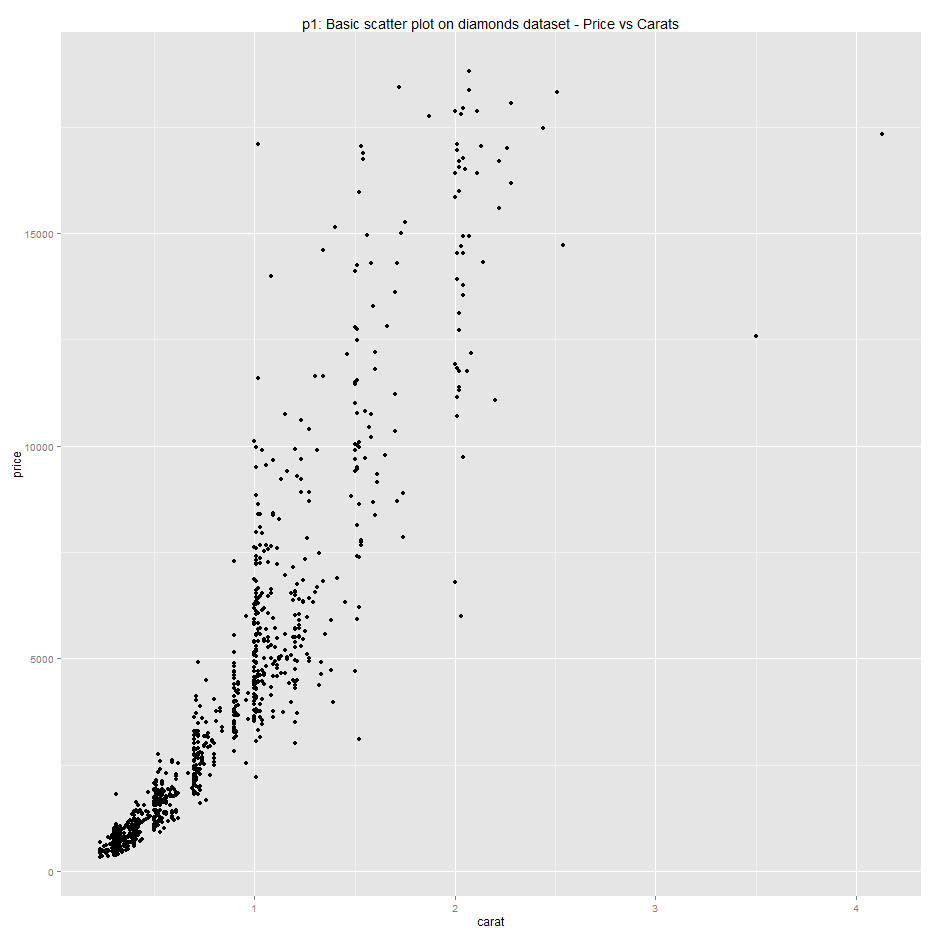 p1: Basic scatter plot on diamonds dataset - Price vs Carats
15000
10000
price
5000
0
1 2 3 4
carat